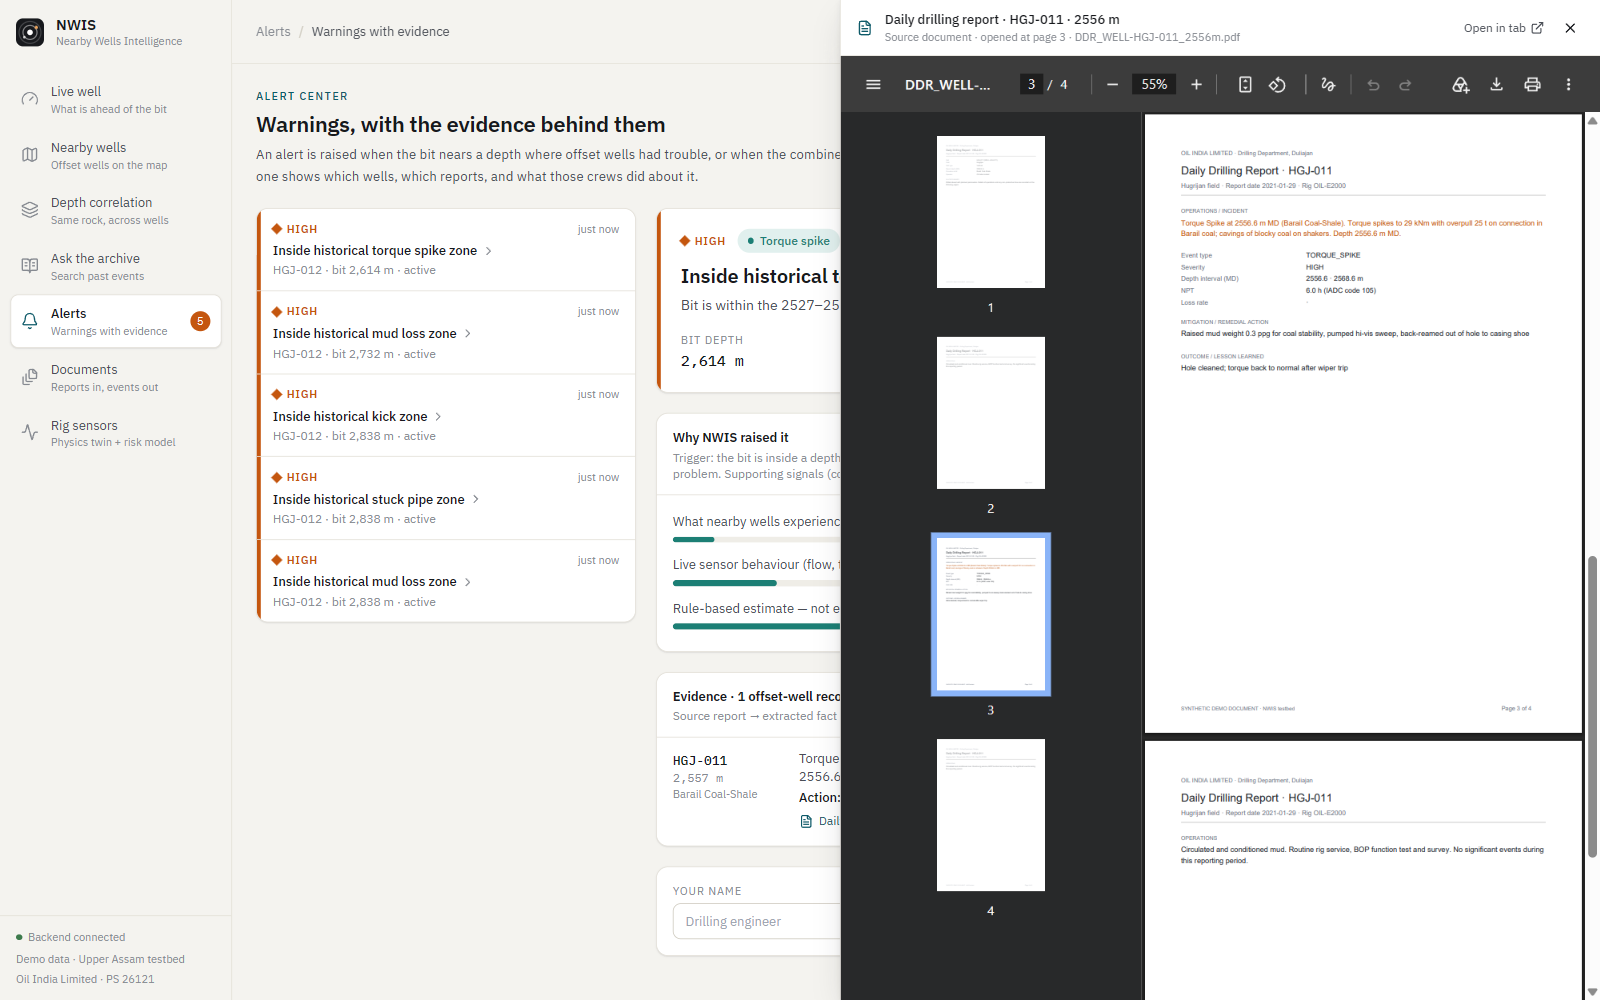 NWIS
Nearby Wells Intelligence
Live well
What is ahead of the bit
Nearby wells
Offset wells on the map
Depth correlation
Same rock, across wells
Ask the archive
Search past events
Alerts
Warnings with evidence
5
Documents
Reports in, events out
Rig sensors
Physics twin + risk model
Backend connected
Demo data · Upper Assam testbed
Oil India Limited · PS 26121
Alerts / Warnings with evidence
ALERT CENTER
Warnings, with the evidence behind them
An alert is raised when the bit nears a depth where offset wells had trouble, or when the combine
one shows which wells, which reports, and what those crews did about it.
HIGH just now
Inside historical torque spike zone
HGJ-012 · bit 2,614 m · active
HIGH just now
Inside historical mud loss zone
HGJ-012 · bit 2,732 m · active
HIGH just now
Inside historical kick zone
HGJ-012 · bit 2,838 m · active
HIGH just now
Inside historical stuck pipe zone
HGJ-012 · bit 2,838 m · active
HIGH just now
Inside historical mud loss zone
HGJ-012 · bit 2,838 m · active
HIGH Torque spike
Inside historical t
Bit is within the 2527–25
BIT DEPTH
2,614 m
Why NWIS raised it
Trigger: the bit is inside a depth
problem. Supporting signals (co
What nearby wells experienc
Live sensor behaviour (flow, t
Rule-based estimate — not e
Evidence · 1 offset-well reco
Source report → extracted fact
HGJ-011
2,557 m
Barail Coal-Shale
Torque
2556.6
Action:
Dail
YOUR NAME
Drilling engineer
Daily drilling report · HGJ-011 · 2556 m
Source document · opened at page 3 · DDR_WELL-HGJ-011_2556m.pdf
Open in tab
DDR_WELL-...
3 / 4
55%
1
2
3
4
OIL INDIA LIMITED · Drilling Department, Duliajan
Daily Drilling Report · HGJ-011
Hugrijan field · Report date 2021-01-29 · Rig OIL-E2000
OPERATIONS / INCIDENT
Torque Spike at 2556.6 m MD (Barail Coal-Shale). Torque spikes to 29 kNm with overpull 25 t on connection in
Barail coal; cavings of blocky coal on shakers. Depth 2556.6 m MD.
Event type TORQUE_SPIKE
Severity HIGH
Depth interval (MD) 2556.6 - 2568.6 m
NPT 6.0 h (IADC code 105)
Loss rate -
MITIGATION / REMEDIAL ACTION
Raised mud weight 0.3 ppg for coal stability, pumped hi-vis sweep, back-reamed out of hole to casing shoe
OUTCOME / LESSON LEARNED
Hole cleaned; torque back to normal after wiper trip
SYNTHETIC DEMO DOCUMENT · NWIS testbed Page 3 of 4
OIL INDIA LIMITED · Drilling Department, Duliajan
Daily Drilling Report · HGJ-011
Hugrijan field · Report date 2021-01-29 · Rig OIL-E2000
OPERATIONS
Circulated and conditioned mud. Routine rig service, BOP function test and survey. No significant events during
this reporting period.